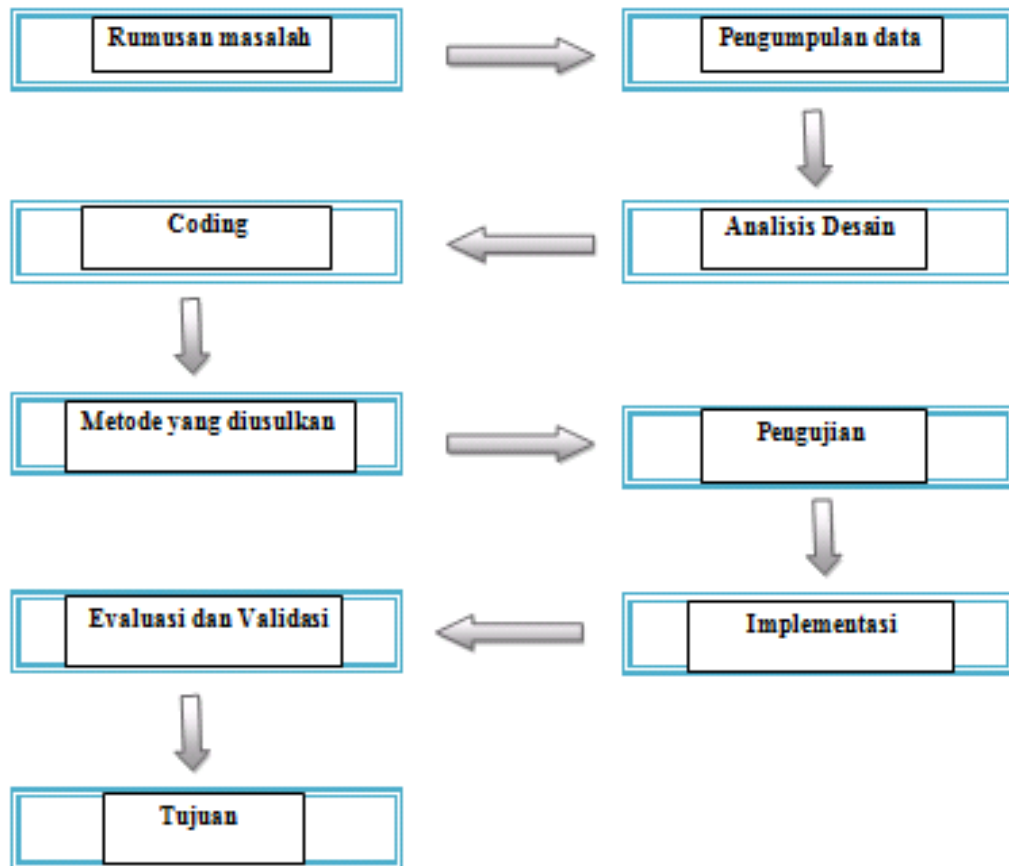 Rumusan masalah
Pengumpulan data
Analisis Desain
Coding
Metode yang diusulkan
Pengujian
Implementasi
Evaluasi dan Validasi
Tujuan